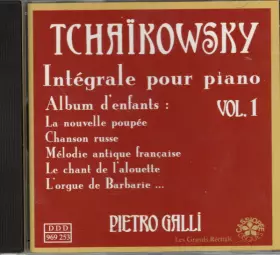 TCHAÏKOWSKY
Intégrale pour piano
Album d'enfants : VOL. 1
La nouvelle poupée
Chanson russe
Mélodie antique française
Le chant de l'alouette
L'orgue de Barbarie ...
PIETRO GALLI
DDD
969 253
Les Grands Récitals